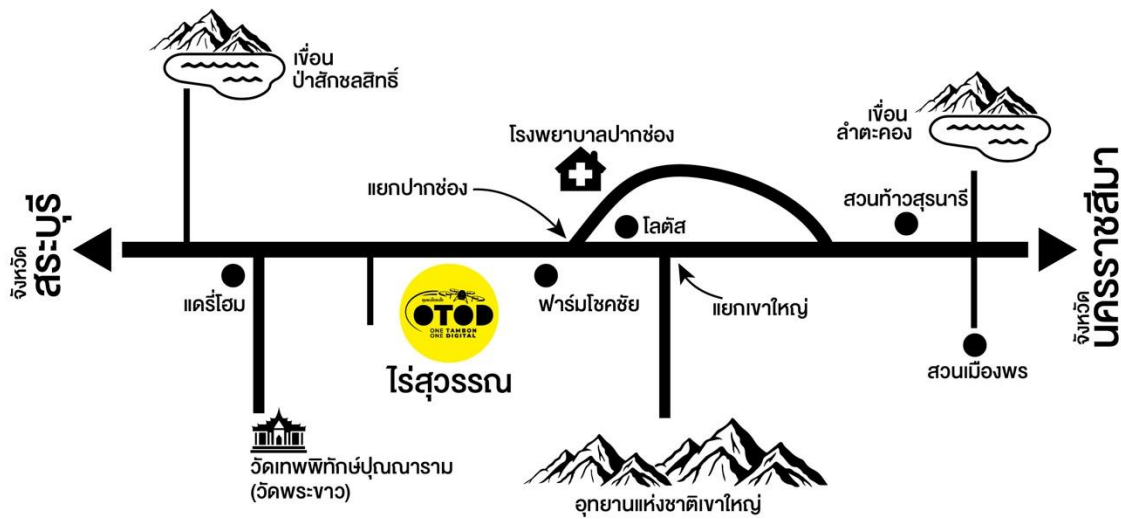 เขื่อน
ป่าสักชลสิทธิ์
เขื่อน
ลำตะคอง
โรงพยาบาลปากช่อง
แยกปากช่อง
สวนท้าวสุรนารี
โลตัส
จังหวัด
สระบุรี
จังหวัด
นครราชสีมา
แดรี่โฮม
OTOD
ONE TAMBON
ONE DIGITAL
ไร่สุวรรณ
ฟาร์มโชคชัย
แยกเขาใหญ่
สวนเมืองพร
วัดเทพพิทักษ์ปุณณาราม
(วัดพระขาว)
อุทยานแห่งชาติเขาใหญ่